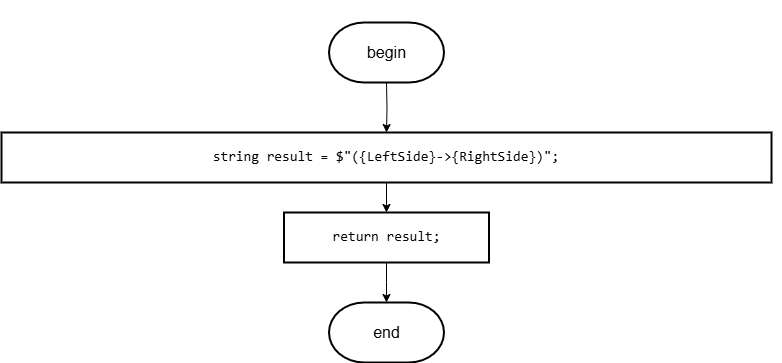 begin
string result = $"({LeftSide}->{RightSide})";
return result;
end